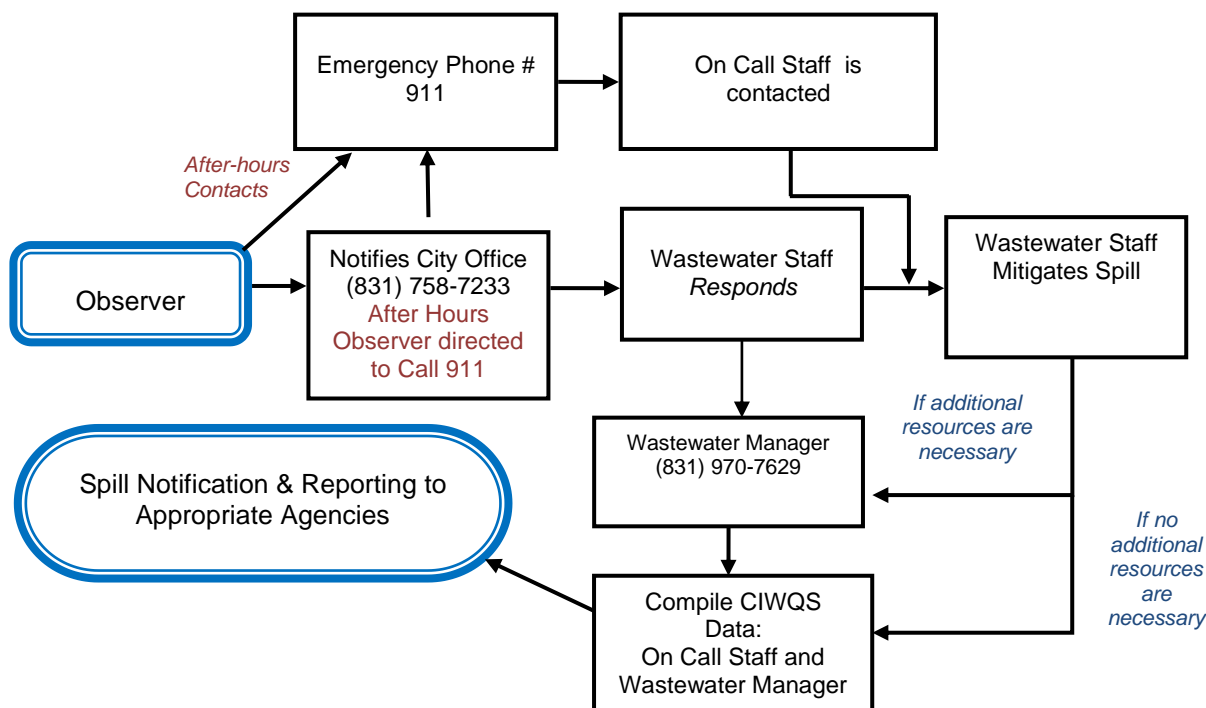 Emergency Phone #
911
On Call Staff is
contacted
After-hours
Contacts
Observer
Notifies City Office
(831) 758-7233
After Hours
Observer directed
to Call 911
Wastewater Staff
Responds
Wastewater Staff
Mitigates Spill
If additional
resources are
necessary
Wastewater Manager
(831) 970-7629
Spill Notification & Reporting to
Appropriate Agencies
If no
additional
resources
are
necessary
Compile CIWQS
Data:
On Call Staff and
Wastewater Manager